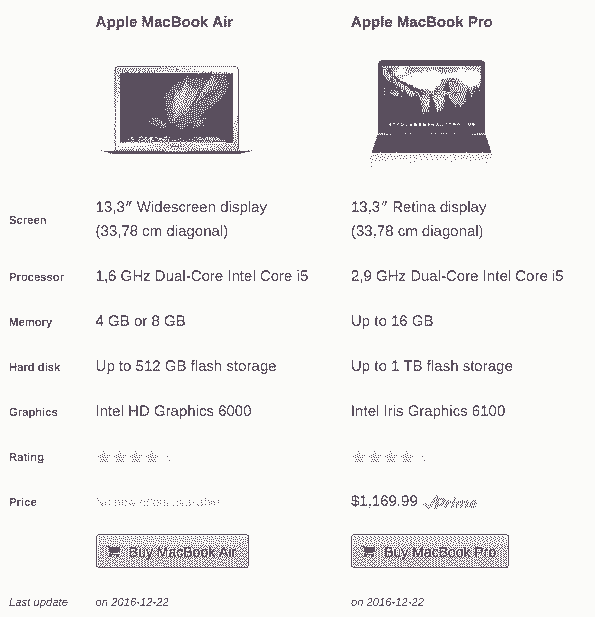 Apple MacBook Air Apple MacBook Pro
Screen 13,3″ Widescreen display 13,3″ Retina display
(33,78 cm diagonal) (33,78 cm diagonal)
Processor 1,6 GHz Dual-Core Intel Core i5 2,9 GHz Dual-Core Intel Core i5
Memory 4 GB or 8 GB Up to 16 GB
Hard disk Up to 512 GB flash storage Up to 1 TB flash storage
Graphics Intel HD Graphics 6000 Intel Iris Graphics 6100
Rating
Price $1,169.99 Prime
Buy MacBook Air Buy MacBook Pro
Last update on 2016-12-22 on 2016-12-22